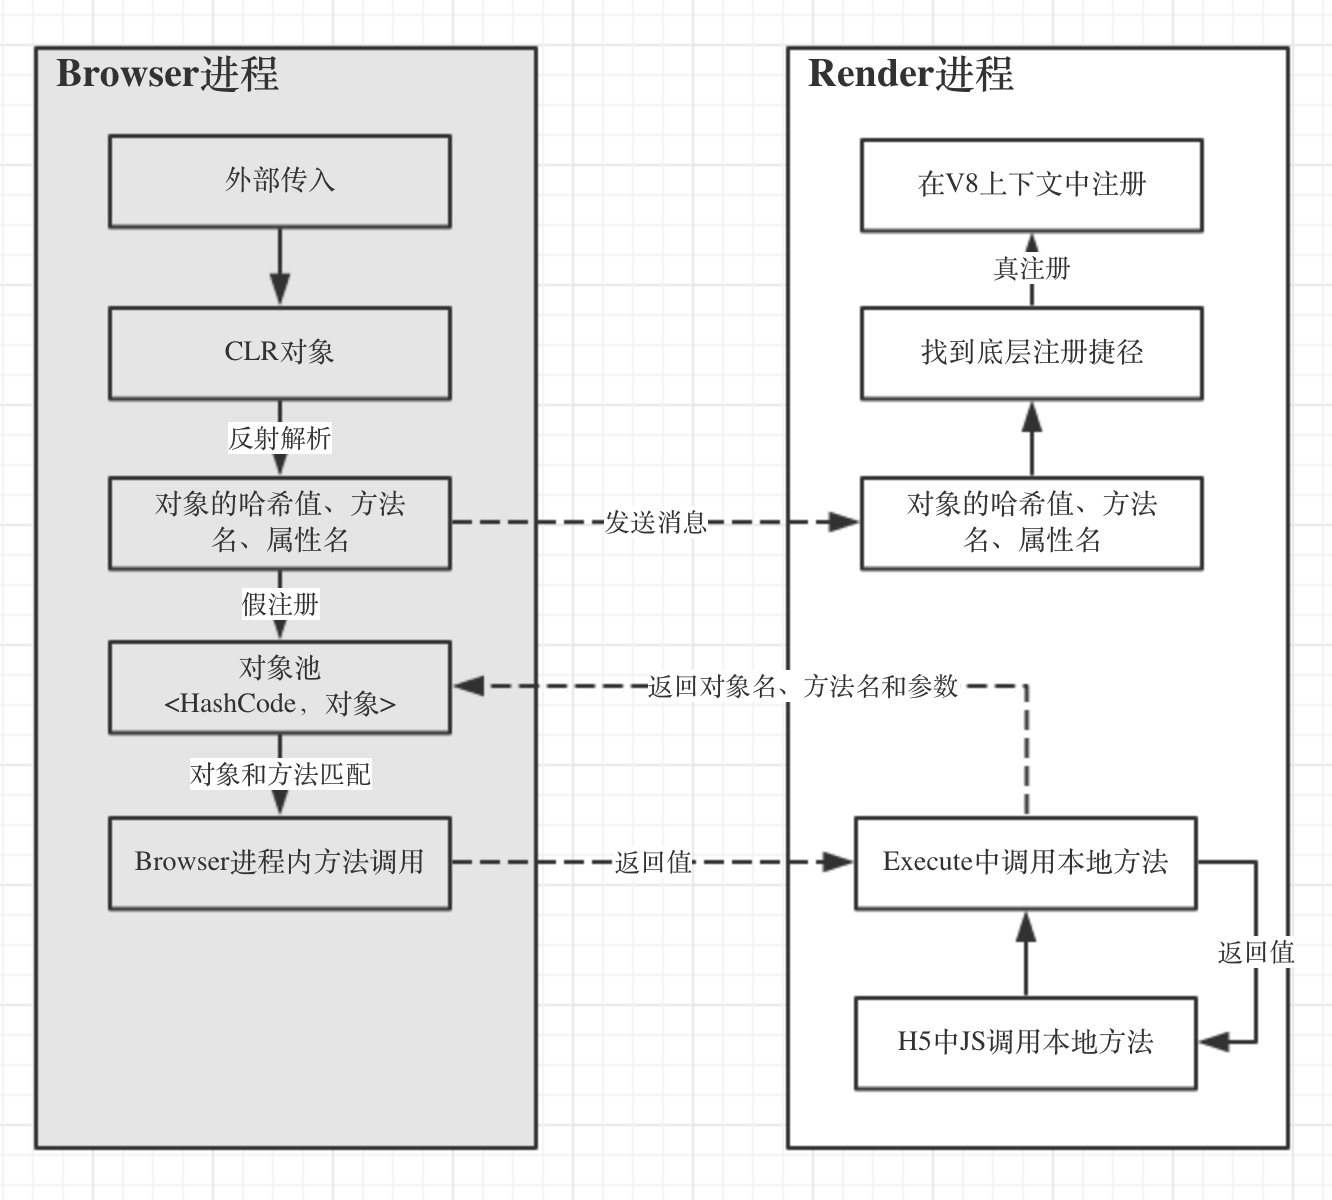 Browser进程
外部传入
CLR对象
反射解析
对象的哈希值、方法
名、属性名
假注册
对象池
<HashCode，对象>
对象和方法匹配
Browser进程内方法调用
发送消息
返回对象名、方法名和参数
返回值
Render进程
在V8上下文中注册
真注册
找到底层注册捷径
对象的哈希值、方法
名、属性名
Execute中调用本地方法
返回值
H5中JS调用本地方法